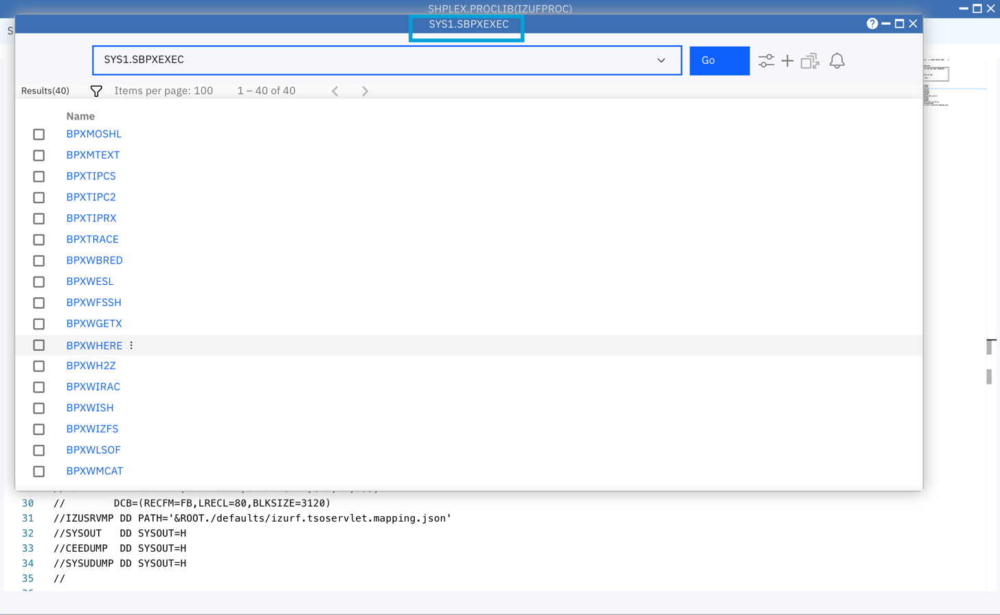 SHPLEX.PROCLIB(IZUFPROC)
SYS1.SBPXEXEC
S
SYS1.SBPXEXEC
Go
Results(40) Items per page: 100 1 – 40 of 40
Name
BPXMOSHL
BPXMTEXT
BPXTIPCS
BPXTIPC2
BPXTIPRX
BPXTRACE
BPXWBRED
BPXWESL
BPXWFSSH
BPXWGETX
BPXWHERE
BPXWH2Z
BPXWIRAC
BPXWISH
BPXWIZFS
BPXWLSOF
BPXWMCAT
30 // DCB=(RECFM=FB,LRECL=80,BLKSIZE=3120)
31 //IZUSRVMP DD PATH='&ROOT./defaults/izurf.tsoservlet.mapping.json'
32 //SYSOUT DD SYSOUT=H
33 //CEEDUMP DD SYSOUT=H
34 //SYSUDUMP DD SYSOUT=H
35 //